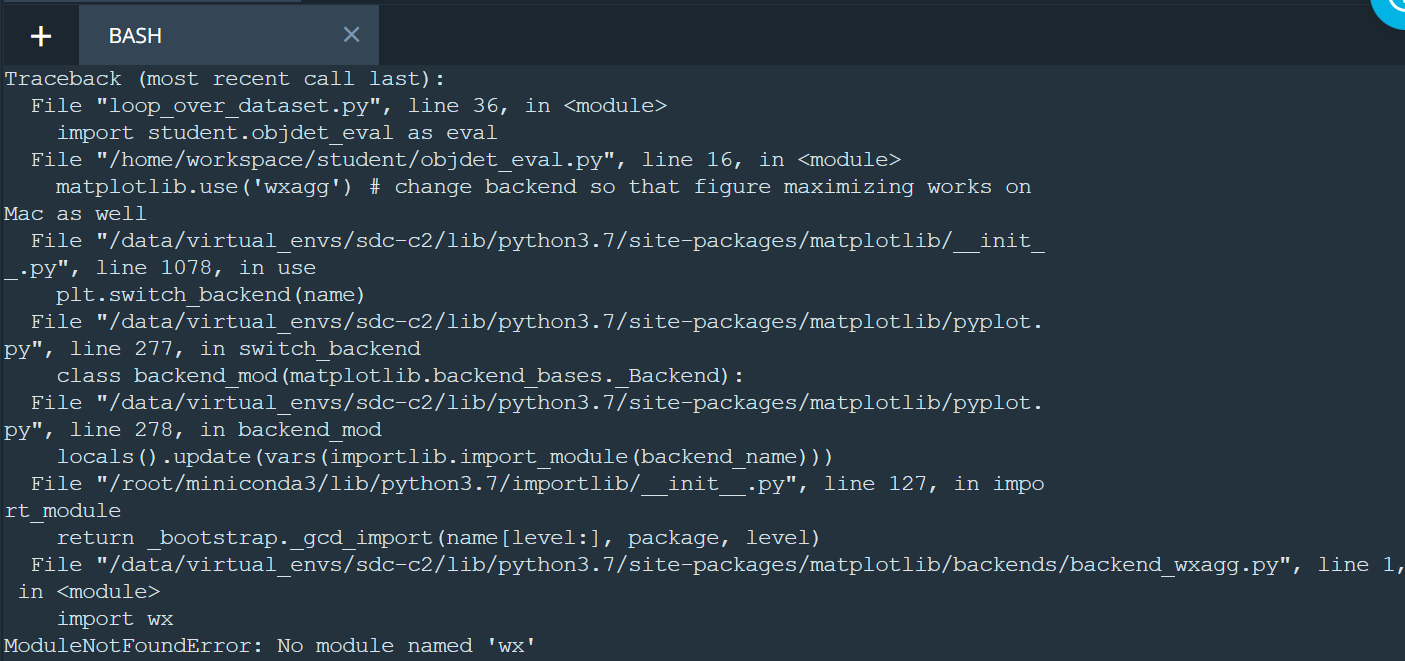 + BASH ×
Traceback (most recent call last):
  File "loop_over_dataset.py", line 36, in <module>
    import student.objdet_eval as eval
  File "/home/workspace/student/objdet_eval.py", line 16, in <module>
    matplotlib.use('wxagg') # change backend so that figure maximizing works on
Mac as well
  File "/data/virtual_envs/sdc-c2/lib/python3.7/site-packages/matplotlib/__init_
_.py", line 1078, in use
    plt.switch_backend(name)
  File "/data/virtual_envs/sdc-c2/lib/python3.7/site-packages/matplotlib/pyplot.
py", line 277, in switch_backend
    class backend_mod(matplotlib.backend_bases._Backend):
  File "/data/virtual_envs/sdc-c2/lib/python3.7/site-packages/matplotlib/pyplot.
py", line 278, in backend_mod
    locals().update(vars(importlib.import_module(backend_name)))
  File "/root/miniconda3/lib/python3.7/importlib/__init__.py", line 127, in impo
rt_module
    return _bootstrap._gcd_import(name[level:], package, level)
  File "/data/virtual_envs/sdc-c2/lib/python3.7/site-packages/matplotlib/backends/backend_wxagg.py", line 1,
 in <module>
    import wx
ModuleNotFoundError: No module named 'wx'